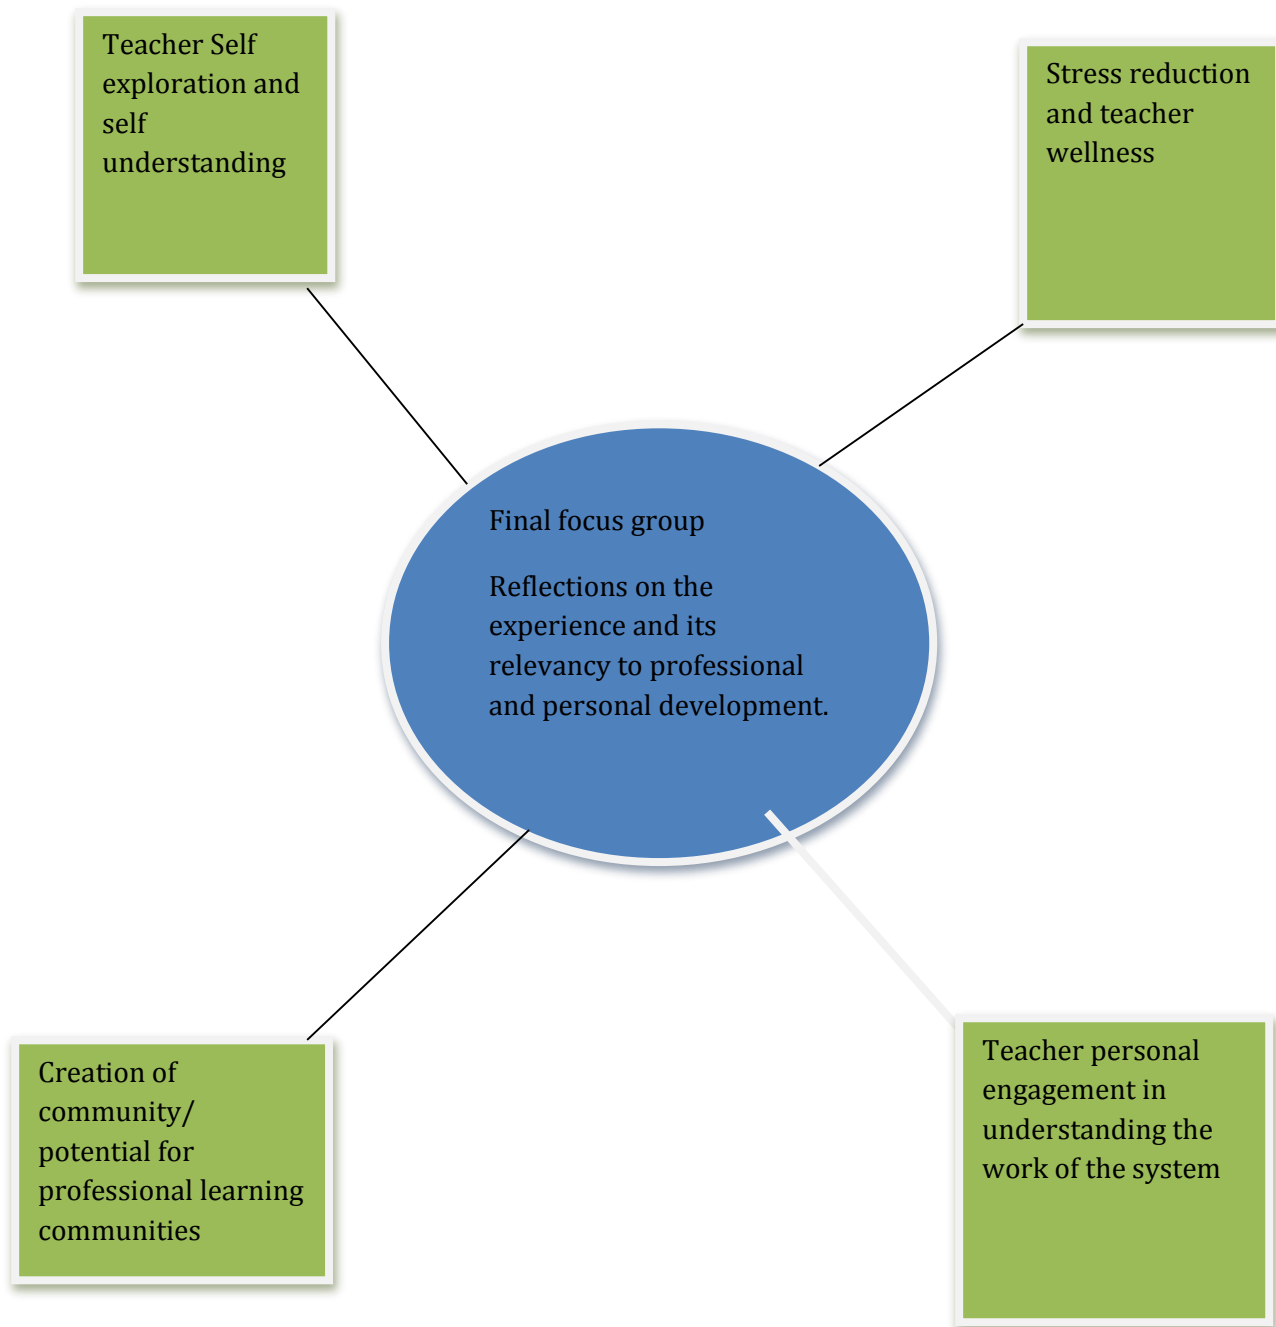 Teacher Self
exploration and
self
understanding
Stress reduction
and teacher
wellness
Final focus group
Reflections on the
experience and its
relevancy to professional
and personal development.
Creation of
community/
potential for
professional learning
communities
Teacher personal
engagement in
understanding the
work of the system